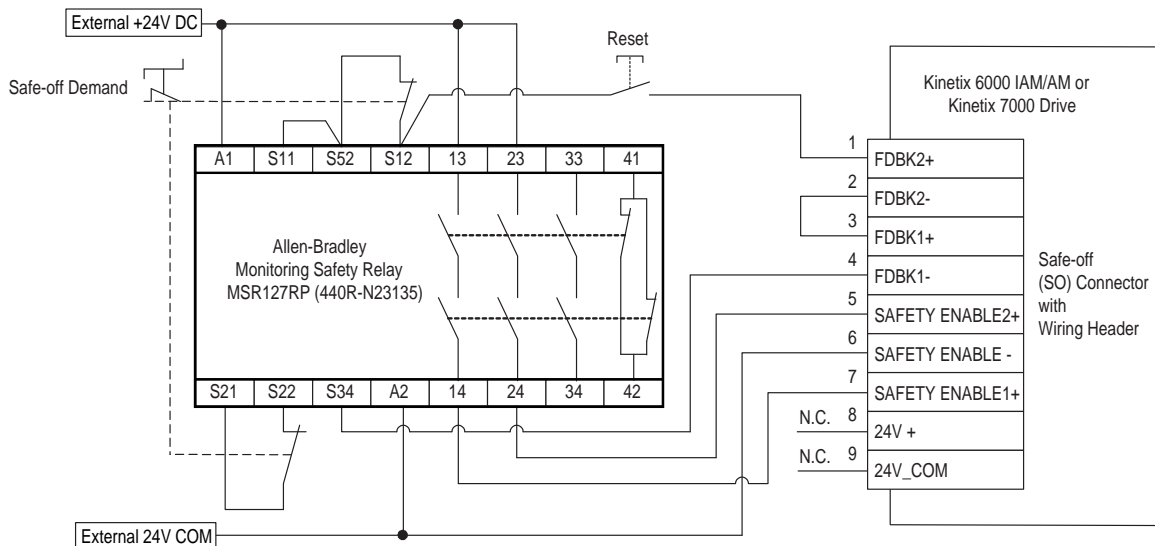 External +24V DC
Reset
Safe-off Demand
Kinetix 6000 IAM/AM or
Kinetix 7000 Drive
A1 S11 S52 S12 13 23 33 41
Allen-Bradley
Monitoring Safety Relay
MSR127RP (440R-N23135)
S21 S22 S34 A2 14 24 34 42
1 FDBK2+
2 FDBK2-
3 FDBK1+
4 FDBK1-
5 SAFETY ENABLE2+
6 SAFETY ENABLE -
7 SAFETY ENABLE1+
N.C. 8 24V +
N.C. 9 24V_COM
Safe-off
(SO) Connector
with
Wiring Header
External 24V COM